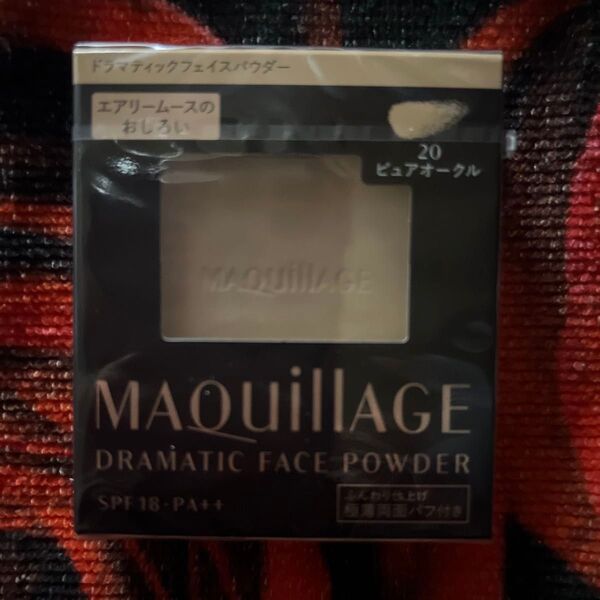 ドラマティックフェイスパウダー
エアリームースの
おしろい
20
ピュアオークル
MAQuillAGE
MAQuillAGE
DRAMATIC FACE POWDER
SPF18・PA++
ふんわり仕上げ
極薄両面パフ付き